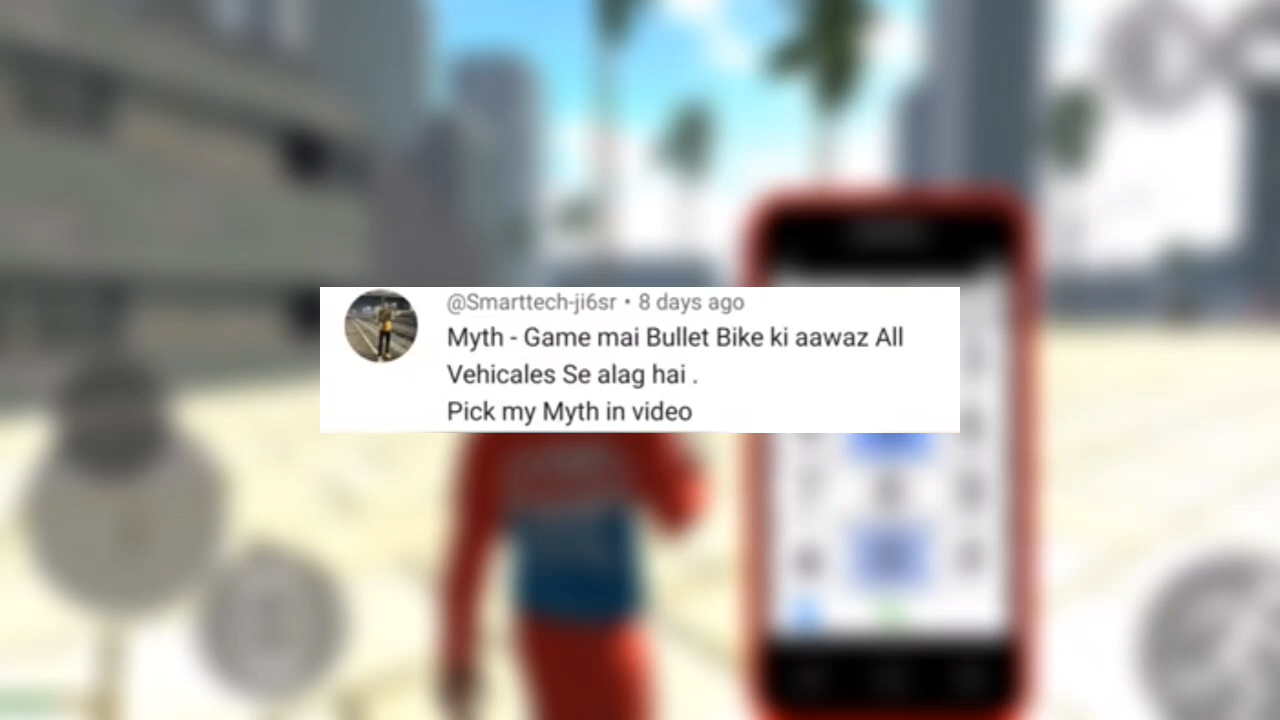 @Smarttech-ji6sr • 8 days ago
Myth - Game mai Bullet Bike ki aawaz All
Vehicales Se alag hai .
Pick my Myth in video